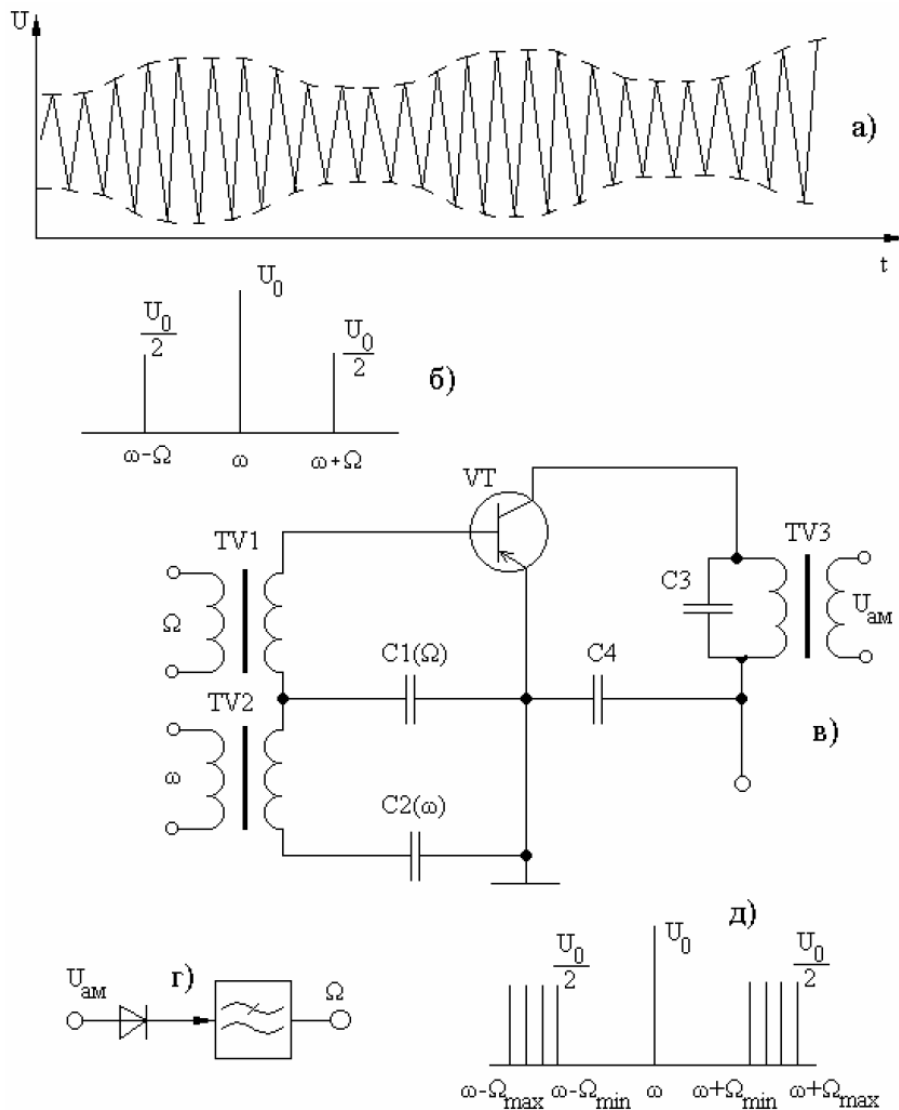 U
а)
t
U₀
U₀/2
U₀/2
б)
ω-Ω
ω
ω+Ω
VT
TV1
TV3
C3
Ω
Uам
C1(Ω)
C4
TV2
в)
ω
C2(ω)
д)
U₀
U₀/2
U₀/2
Uам
г)
Ω
ω-Ωmax
ω-Ωmin
ω
ω+Ωmin
ω+Ωmax